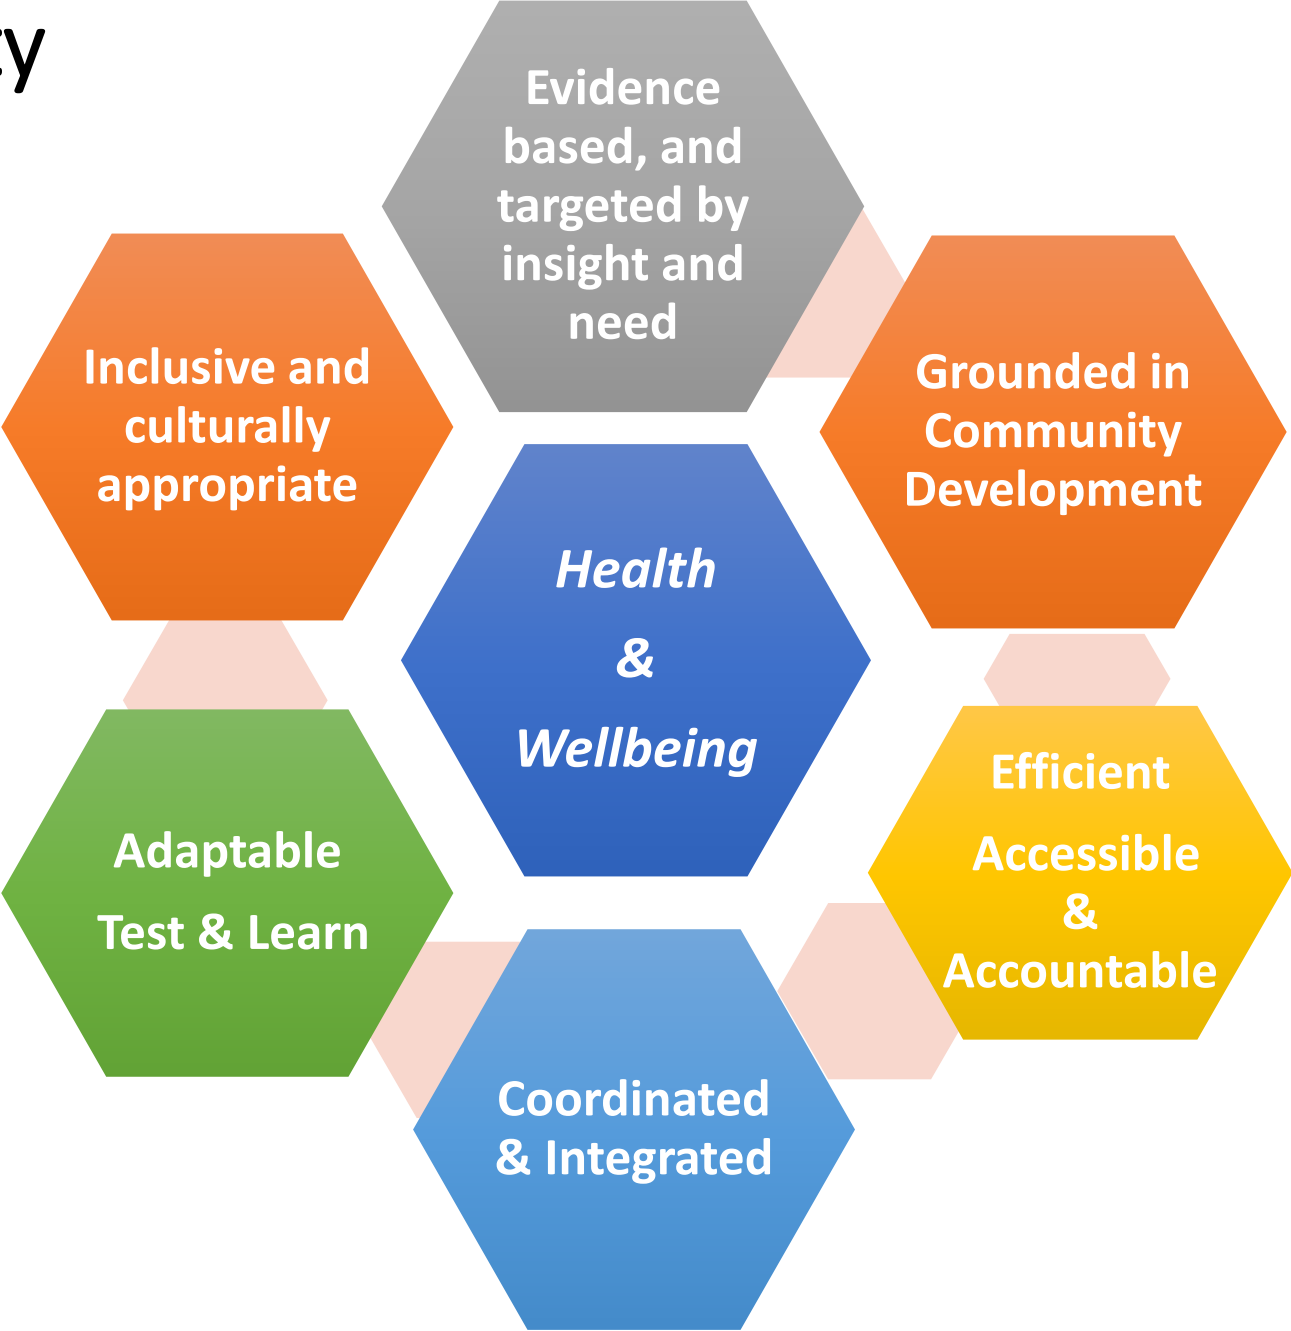 Evidence
based, and
targeted by
insight and
need
Grounded in
Community
Development
Efficient
Accessible
&
Accountable
Coordinated
& Integrated
Adaptable
Test & Learn
Inclusive and
culturally
appropriate
Health
&
Wellbeing